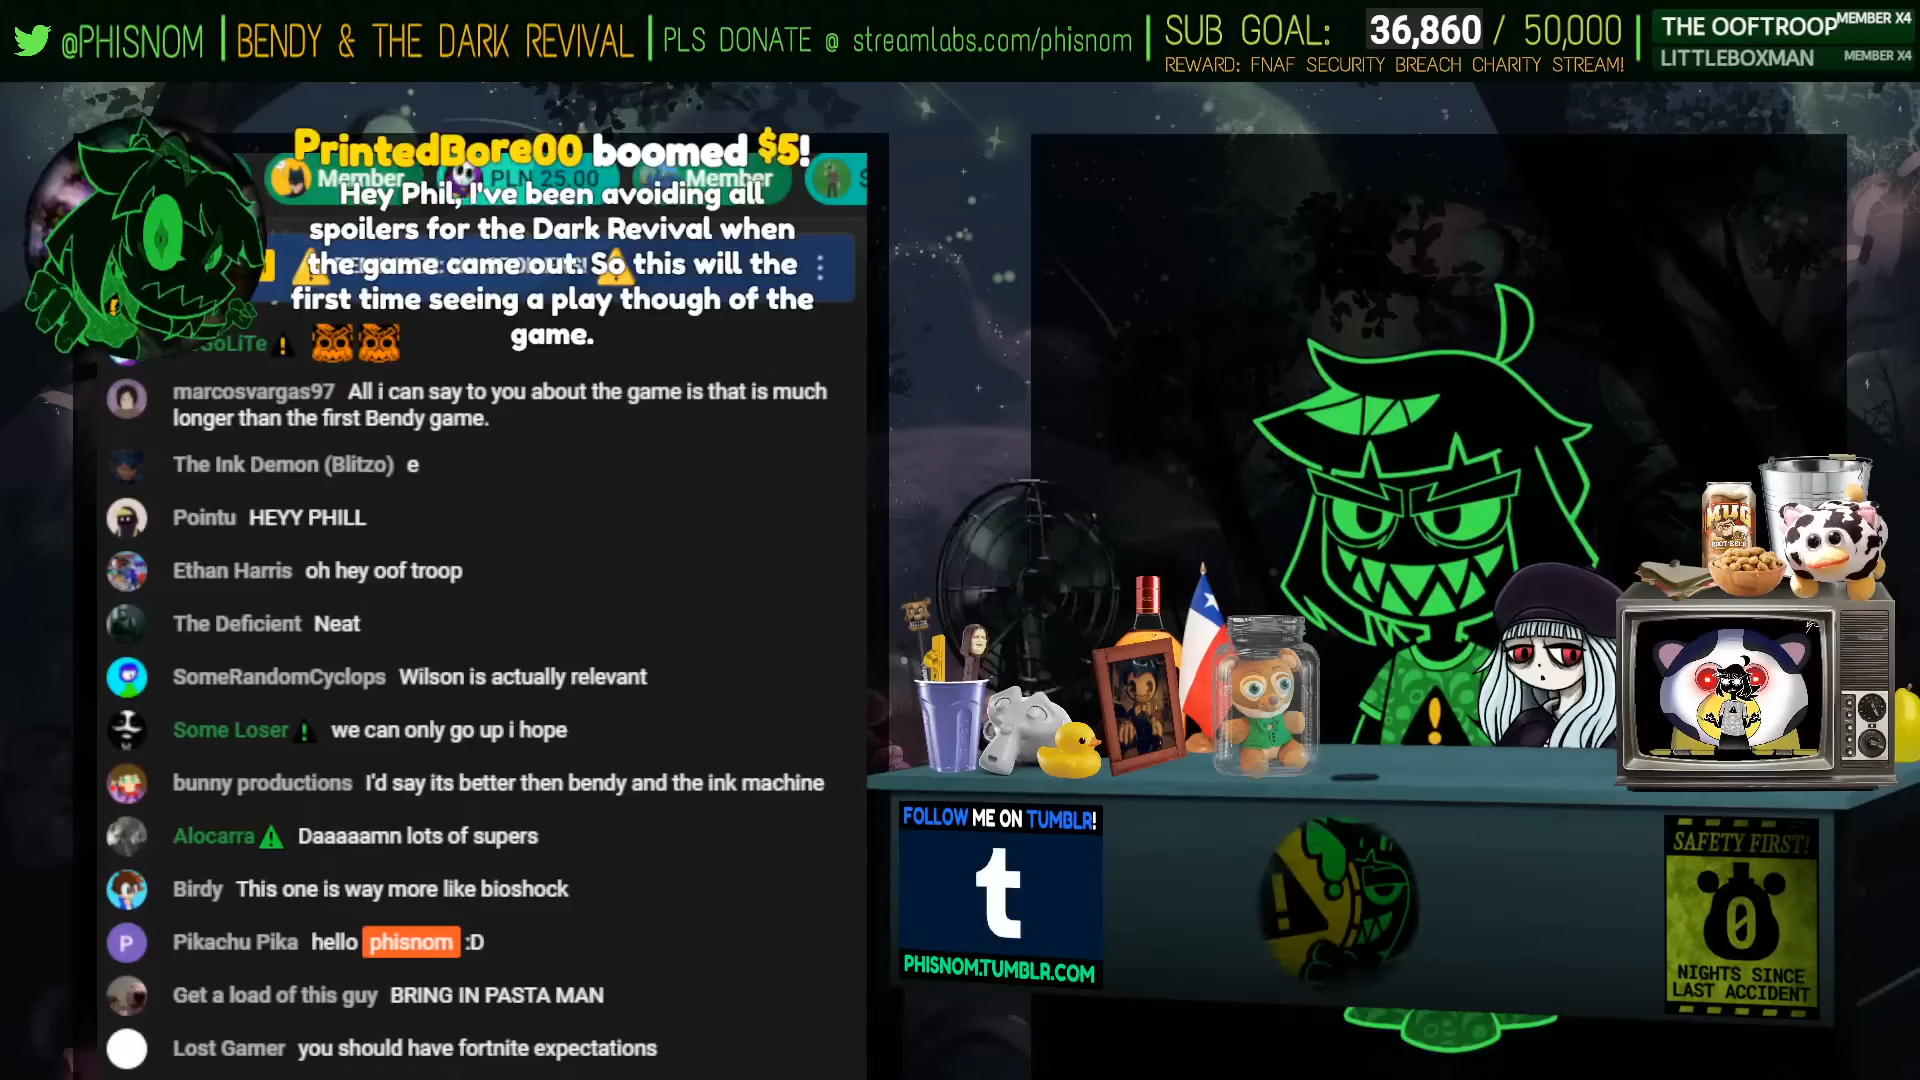 @PHISNOM
BENDY & THE DARK REVIVAL
PLS DONATE @ streamlabs.com/phisnom
SUB GOAL: 36,860 / 50,000
REWARD: FNAF SECURITY BREACH CHARITY STREAM!
THE OOFTROOP MEMBER X4
LITTLEBOXMAN MEMBER X4
PrintedBore00 boomed $5!
Member PLN 25.00 Member
Hey Phil, I've been avoiding all
spoilers for the Dark Revival when
the game came out. So this will the
first time seeing a play though of the
game.
marcosvargas97 All i can say to you about the game is that is much
longer than the first Bendy game.
The Ink Demon (Blitzo) e
Pointu HEYY PHILL
Ethan Harris oh hey oof troop
The Deficient Neat
SomeRandomCyclops Wilson is actually relevant
Some Loser we can only go up i hope
bunny productions I'd say its better then bendy and the ink machine
Alocarra Daaaaamn lots of supers
Birdy This one is way more like bioshock
P Pikachu Pika hello phisnom :D
Get a load of this guy BRING IN PASTA MAN
Lost Gamer you should have fortnite expectations
MUG
ROOT BEER
FOLLOW ME ON TUMBLR!
t
PHISNOM.TUMBLR.COM
SAFETY FIRST!
0
NIGHTS SINCE
LAST ACCIDENT